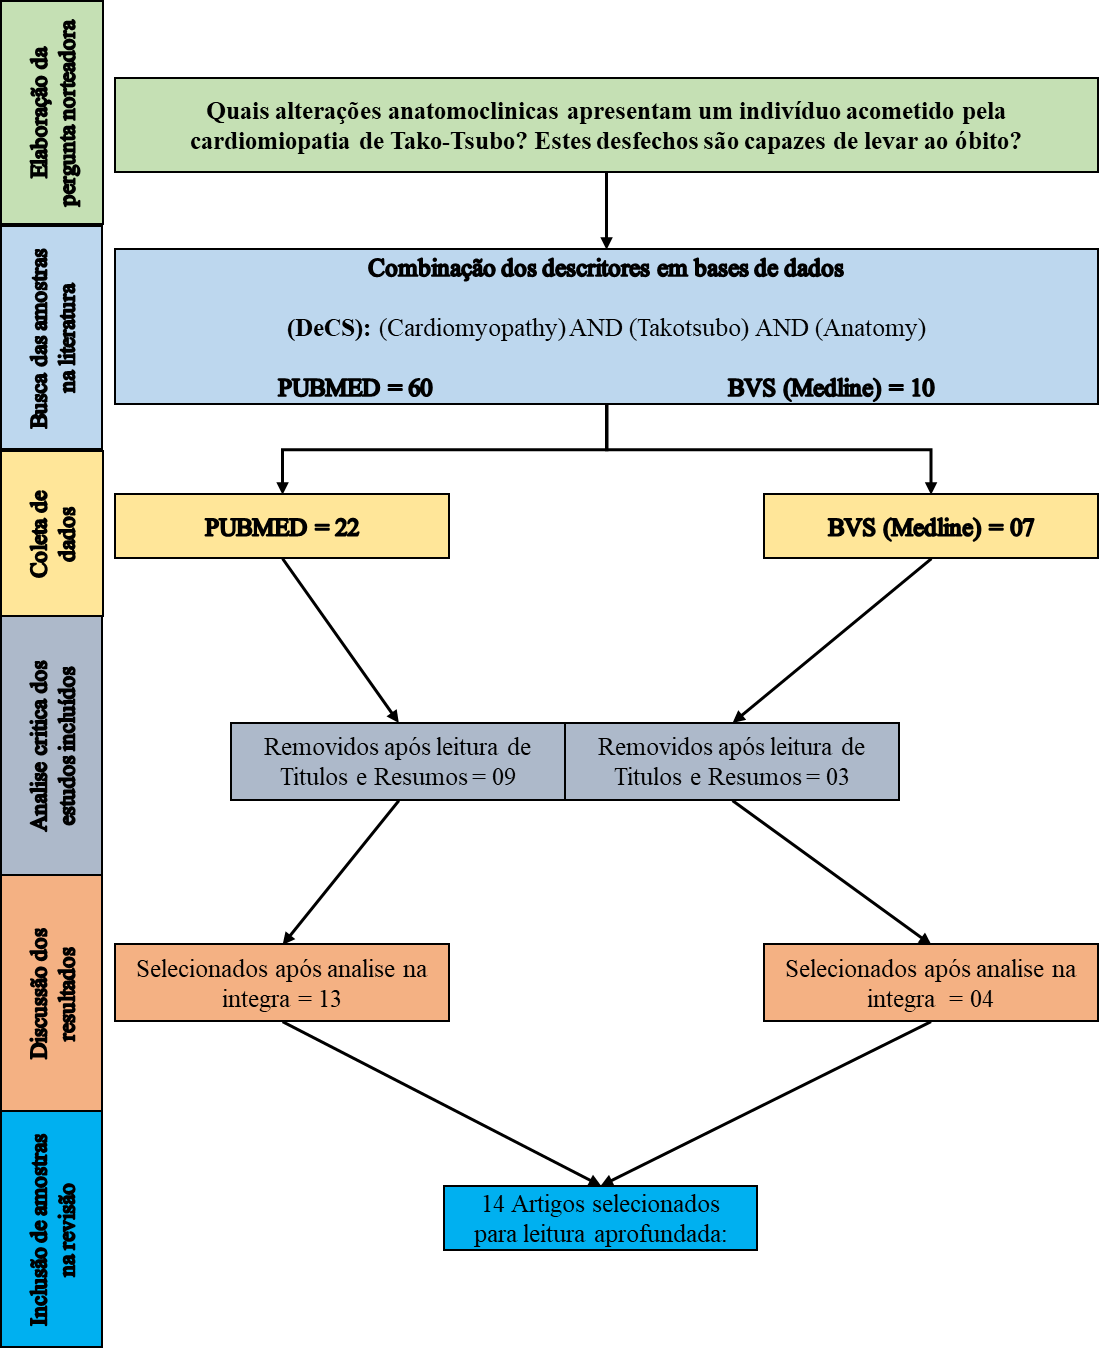 Elaboração da
pergunta norteadora
Quais alterações anatomoclinicas apresentam um indivíduo acometido pela
cardiomiopatia de Tako-Tsubo? Estes desfechos são capazes de levar ao óbito?
Busca das amostras
na literatura
Combinação dos descritores em bases de dados
(DeCS): (Cardiomyopathy) AND (Takotsubo) AND (Anatomy)
PUBMED = 60
BVS (Medline) = 10
Coleta de
dados
PUBMED = 22
BVS (Medline) = 07
Analise critica dos
estudos incluídos
Removidos após leitura de
Titulos e Resumos = 09
Removidos após leitura de
Titulos e Resumos = 03
Discussão dos
resultados
Selecionados após analise na
integra = 13
Selecionados após analise na
integra = 04
Inclusão de amostras
na revisão
14 Artigos selecionados
para leitura aprofundada: